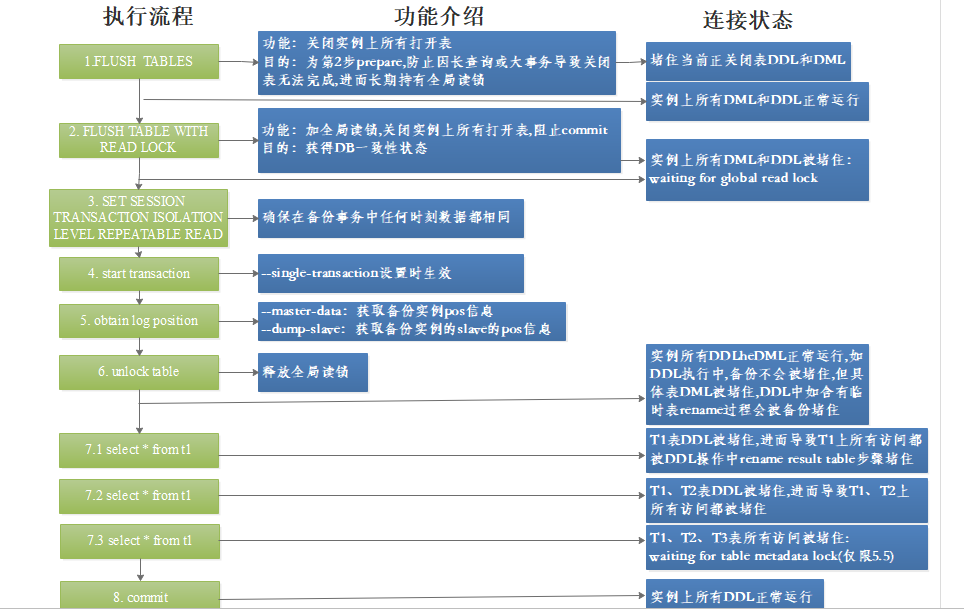 执行流程
功能介绍
连接状态
1.FLUSH TABLES
功能：关闭实例上所有打开表
目的：为第2步prepare,防止因长查询或大事务导致关闭
表无法完成,进而长期持有全局读锁
堵住当前正关闭表DDL和DML
实例上所有DML和DDL正常运行
2. FLUSH TABLE WITH
READ LOCK
功能：加全局读锁,关闭实例上所有打开表,阻止commit
目的：获得DB一致性状态
实例上所有DML和DDL被堵住：
waiting for global read lock
3. SET SESSION
TRANSACTION ISOLATION
LEVEL REPEATABLE READ
确保在备份事务中任何时刻数据都相同
4. start transaction
--single-transaction设置时生效
5. obtain log position
--master-data：获取备份实例pos信息
--dump-slave：获取备份实例的slave的pos信息
6. unlock table
释放全局读锁
实例所有DDLheDML正常运行,如
DDL执行中,备份不会被堵住,但具
体表DML被堵住,DDL中如含有临
时表rename过程会被备份堵住
7.1 select * from t1
T1表DDL被堵住,进而导致T1上所有访问都
被DDL操作中rename result table步骤堵住
7.2 select * from t1
T1、T2表DDL被堵住,进而导致T1、T2上
所有访问都被堵住
7.3 select * from t1
T1、T2、T3表所有访问被堵住：
waiting for table metadata lock(仅限5.5)
8. commit
实例上所有DDL正常运行